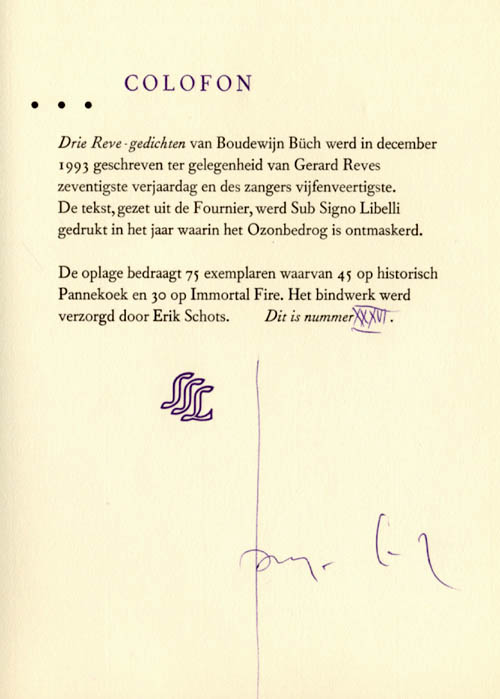 COLOFON
Drie Reve-gedichten van Boudewijn Büch werd in december
1993 geschreven ter gelegenheid van Gerard Reves
zeventigste verjaardag en des zangers vijfenveertigste.
De tekst, gezet uit de Fournier, werd Sub Signo Libelli
gedrukt in het jaar waarin het Ozonbedrog is ontmaskerd.
De oplage bedraagt 75 exemplaren waarvan 45 op historisch
Pannekoek en 30 op Immortal Fire. Het bindwerk werd
verzorgd door Erik Schots. Dit is nummer XXXVI.
SSL